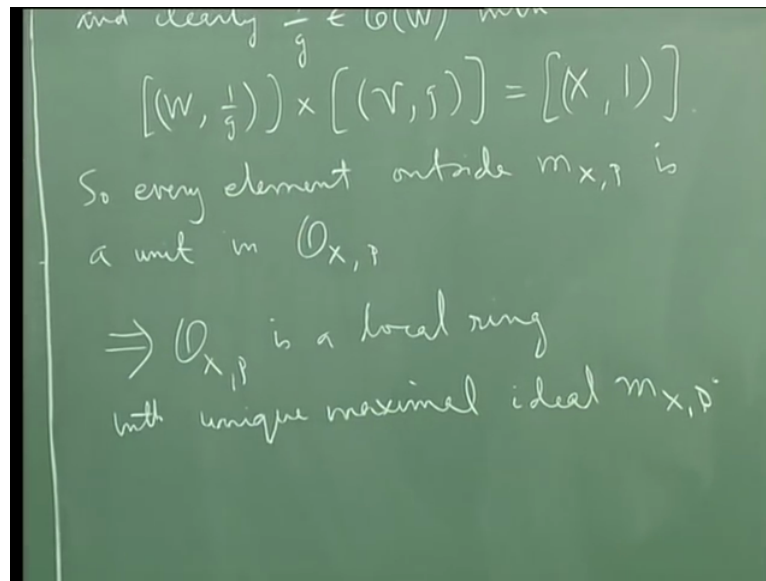 and clearly 1/g ∈ O(W) with
[(W, 1/g)] × [(V, g)] = [(X, 1)]
So every element outside m_{X,P} is
a unit in O_{X,P}
⇒ O_{X,P} is a local ring
with unique maximal ideal m_{X,P}.